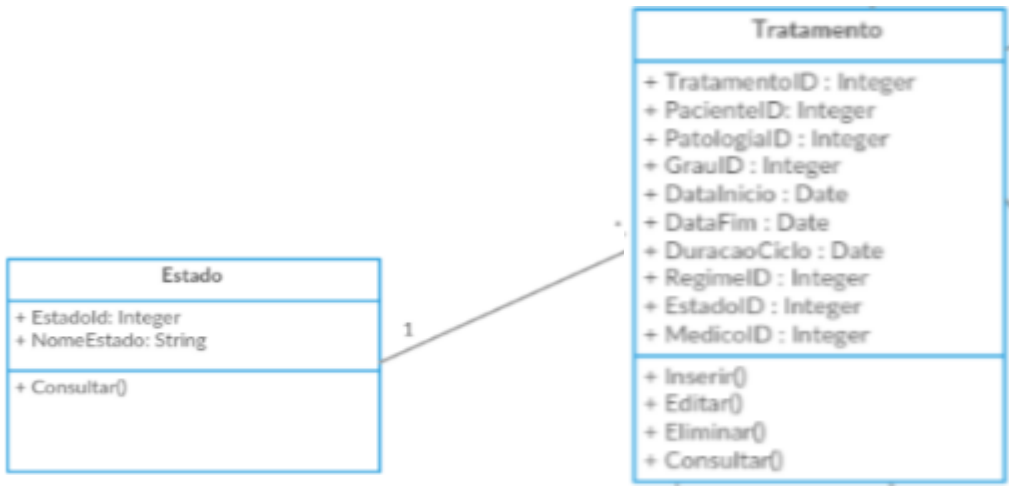 Tratamento
+ TratamentoID : Integer
+ PacienteID: Integer
+ PatologiaID : Integer
+ GrauID : Integer
+ DataInicio : Date
+ DataFim : Date
+ DuracaoCiclo : Date
+ RegimeID : Integer
+ EstadoID : Integer
+ MedicoID : Integer
+ Inserir()
+ Editar()
+ Eliminar()
+ Consultar()
*
1
Estado
+ EstadoId: Integer
+ NomeEstado: String
+ Consultar()